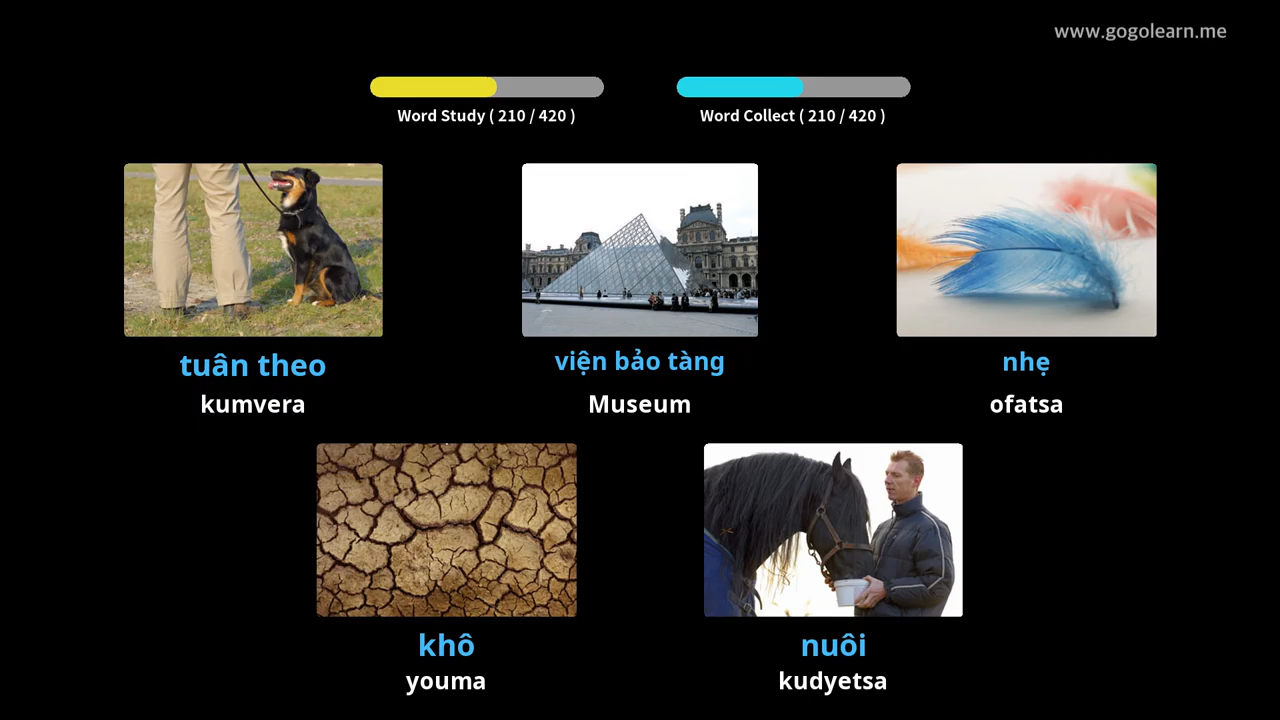 www.gogolearn.me
Word Study ( 210 / 420 )
Word Collect ( 210 / 420 )
tuân theo
kumvera
viện bảo tàng
Museum
nhẹ
ofatsa
khô
youma
nuôi
kudyetsa